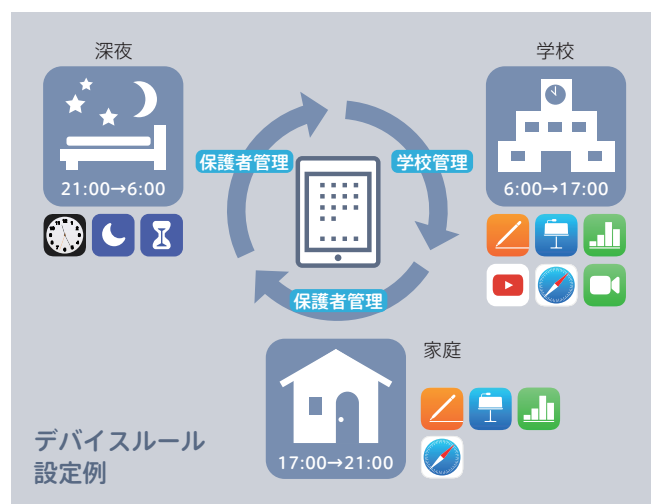 深夜
21:00→6:00
保護者管理
学校管理
学校
6:00→17:00
保護者管理
家庭
17:00→21:00
デバイスルール
設定例